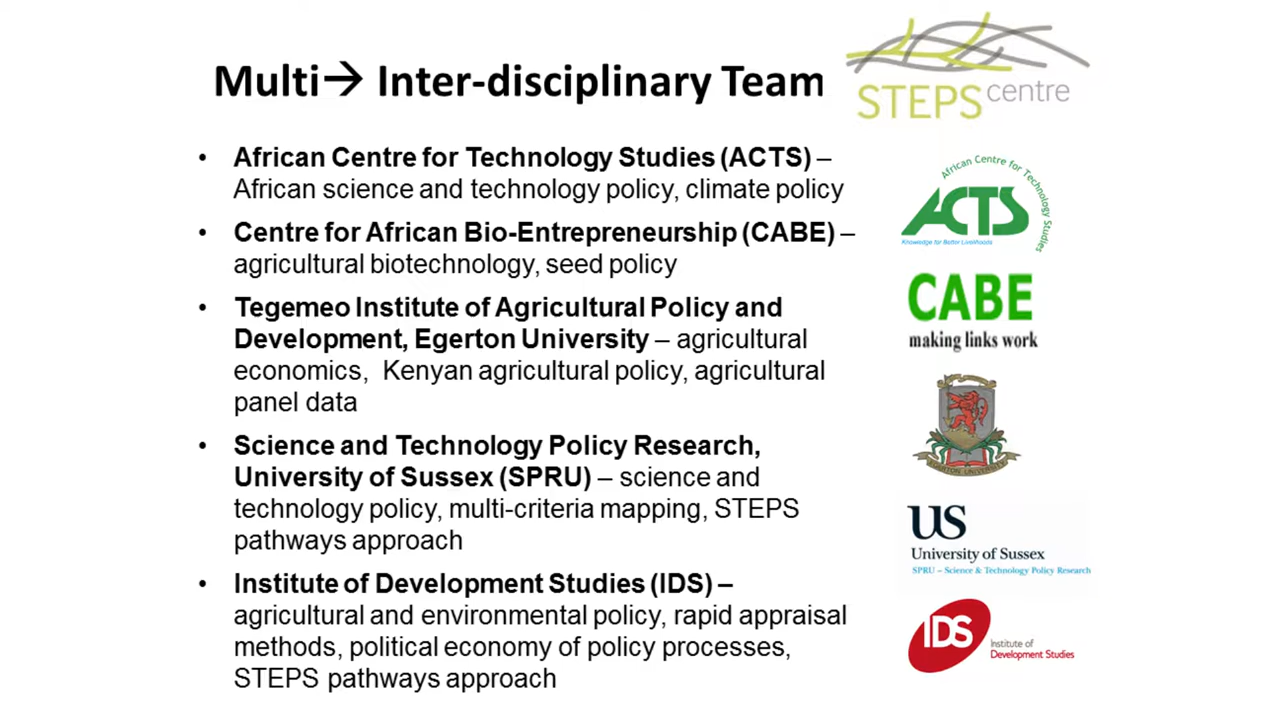 Multi→ Inter-disciplinary Team
STEPS centre
• African Centre for Technology Studies (ACTS) –
African science and technology policy, climate policy
• Centre for African Bio-Entrepreneurship (CABE) –
agricultural biotechnology, seed policy
• Tegemeo Institute of Agricultural Policy and
Development, Egerton University – agricultural
economics, Kenyan agricultural policy, agricultural
panel data
• Science and Technology Policy Research,
University of Sussex (SPRU) – science and
technology policy, multi-criteria mapping, STEPS
pathways approach
• Institute of Development Studies (IDS) –
agricultural and environmental policy, rapid appraisal
methods, political economy of policy processes,
STEPS pathways approach
African Centre for Technology Studies
ACTS
Knowledge for Better Livelihoods
CABE
making links work
EGERTON UNIVERSITY
US
University of Sussex
SPRU – Science & Technology Policy Research
IDS
Institute of
Development Studies